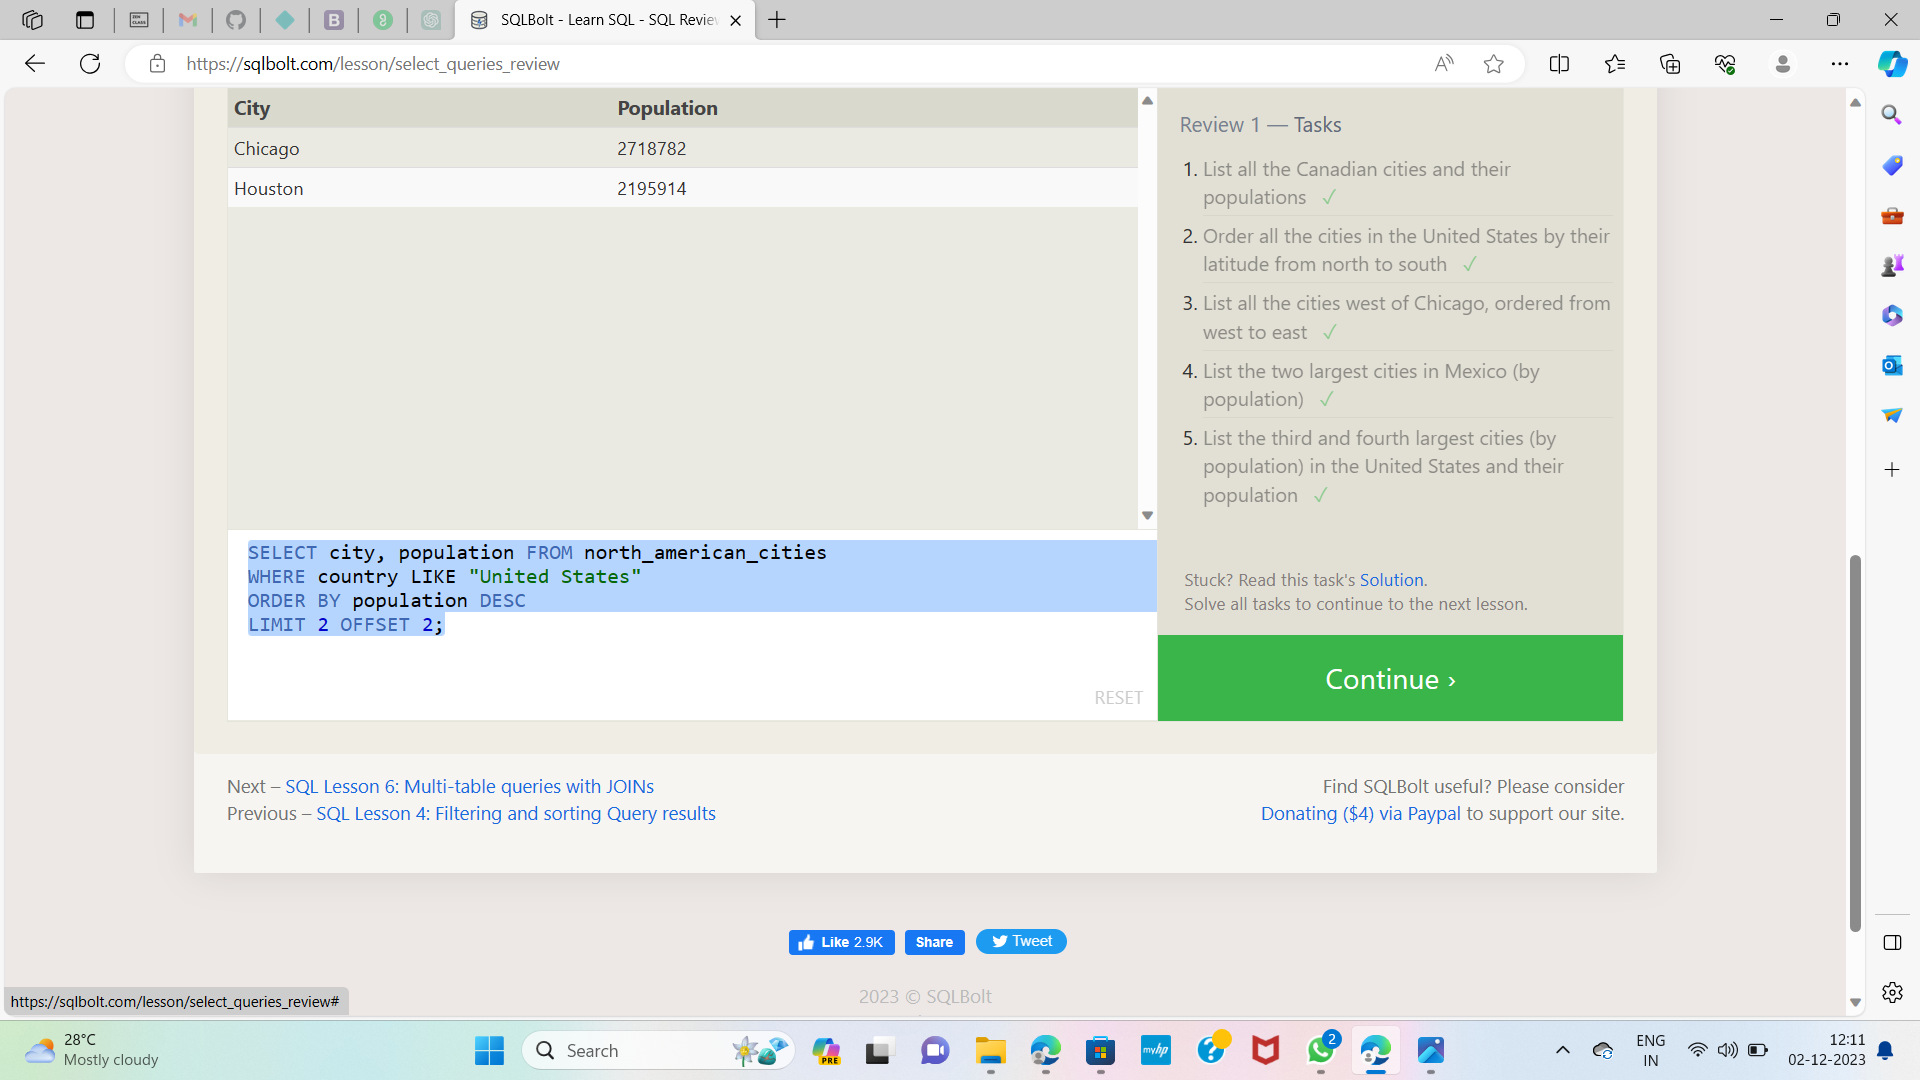 SQLBolt - Learn SQL - SQL Review
https://sqlbolt.com/lesson/select_queries_review
City Population
Chicago 2718782
Houston 2195914
SELECT city, population FROM north_american_cities
WHERE country LIKE "United States"
ORDER BY population DESC
LIMIT 2 OFFSET 2;
RESET
Review 1 — Tasks
1. List all the Canadian cities and their
populations ✓
2. Order all the cities in the United States by their
latitude from north to south ✓
3. List all the cities west of Chicago, ordered from
west to east ✓
4. List the two largest cities in Mexico (by
population) ✓
5. List the third and fourth largest cities (by
population) in the United States and their
population ✓
Stuck? Read this task's Solution.
Solve all tasks to continue to the next lesson.
Continue ›
Next – SQL Lesson 6: Multi-table queries with JOINs
Previous – SQL Lesson 4: Filtering and sorting Query results
Find SQLBolt useful? Please consider
Donating ($4) via Paypal to support our site.
Like 2.9K Share Tweet
2023 © SQLBolt
https://sqlbolt.com/lesson/select_queries_review#
28°C
Mostly cloudy
Search
PRE
myhp
2
ENG
IN
12:11
02-12-2023